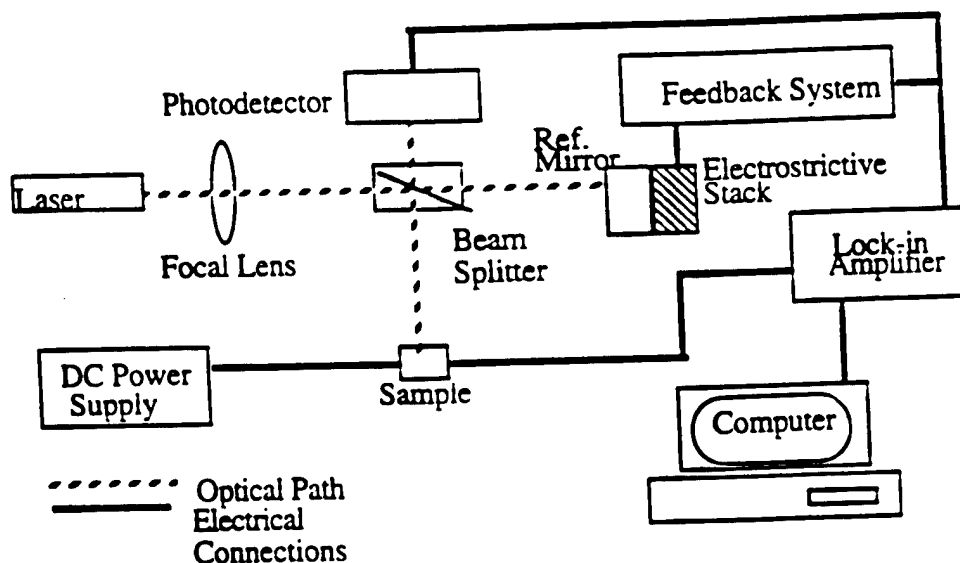 Photodetector
Feedback System
Ref.
Mirror
Electrostrictive
Stack
Laser
Focal Lens
Beam
Splitter
Lock-in
Amplifier
DC Power
Supply
Sample
Computer
Optical Path
Electrical
Connections